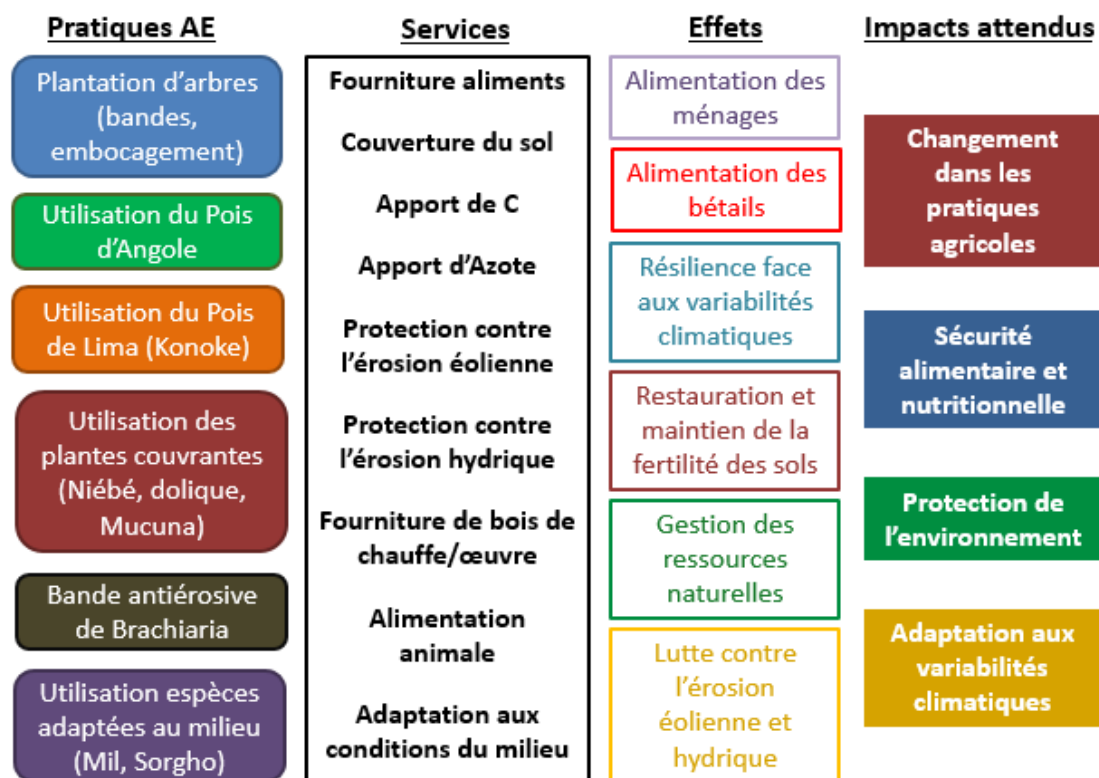 Pratiques AE
Plantation d’arbres
(bandes,
embocagement)
Utilisation du Pois
d’Angole
Utilisation du Pois
de Lima (Konoke)
Utilisation des
plantes couvrantes
(Niébé, dolique,
Mucuna)
Bande antiérosive
de Brachiaria
Utilisation espèces
adaptées au milieu
(Mil, Sorgho)
Services
Fourniture aliments
Couverture du sol
Apport de C
Apport d’Azote
Protection contre
l’érosion éolienne
Protection contre
l’érosion hydrique
Fourniture de bois de
chauffe/œuvre
Alimentation
animale
Adaptation aux
conditions du milieu
Effets
Alimentation des
ménages
Alimentation des
bétails
Résilience face
aux variabilités
climatiques
Restauration et
maintien de la
fertilité des sols
Gestion des
ressources
naturelles
Lutte contre
l’érosion
éolienne et
hydrique
Impacts attendus
Changement
dans les
pratiques
agricoles
Sécurité
alimentaire et
nutritionnelle
Protection de
l’environnement
Adaptation aux
variabilités
climatiques